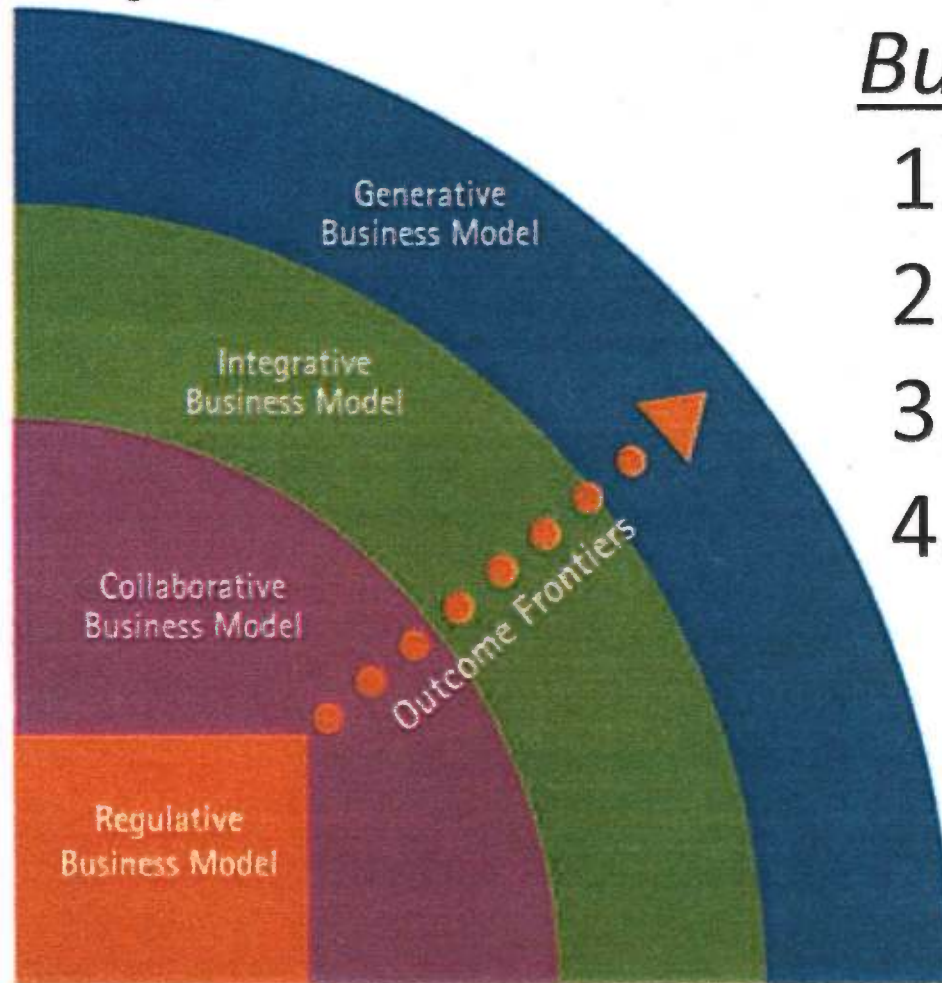 Bu
1
2
3
4
Generative
Business Model
Integrative
Business Model
Collaborative
Business Model
Outcome Frontiers
Regulative
Business Model